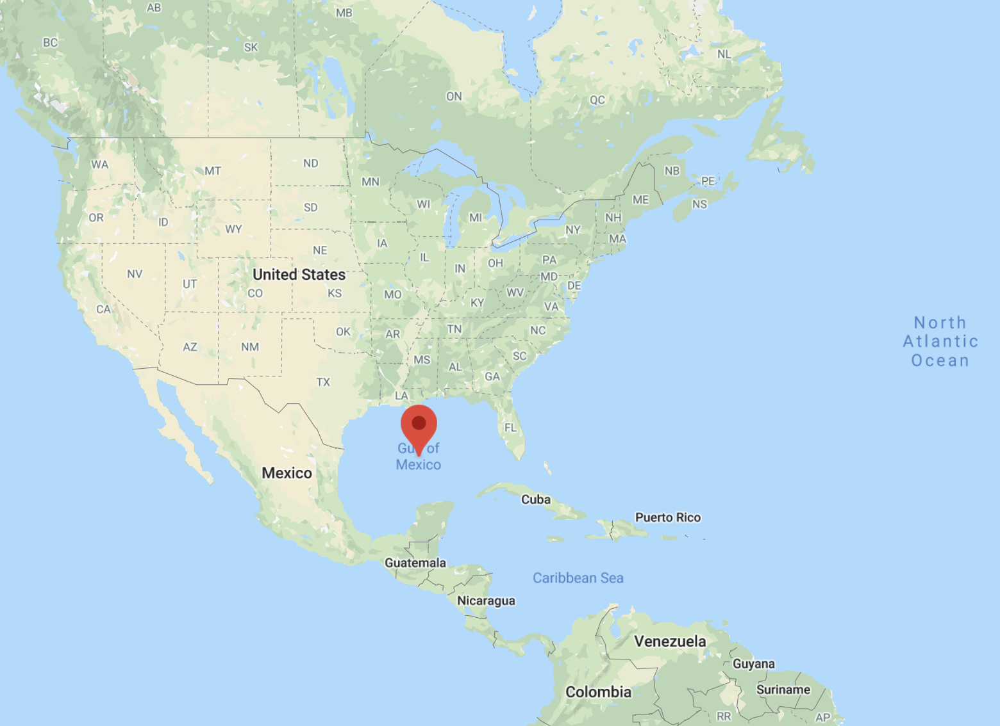 AB
MB
BC
SK
NL
ON
QC
WA
MT
ND
MN
NB
PE
ME
NS
OR
ID
WY
SD
WI
MI
NH
NY
MA
NE
IA
IL
IN
OH
PA
NV
UT
United States
CO
KS
MO
KY
WV
MD
DE
VA
CA
AZ
NM
OK
AR
TN
NC
North
Atlantic
Ocean
TX
MS
AL
GA
SC
LA
FL
Gulf of
Mexico
Mexico
Cuba
Puerto Rico
Guatemala
Caribbean Sea
Nicaragua
Venezuela
Guyana
Colombia
Suriname
RR
AP